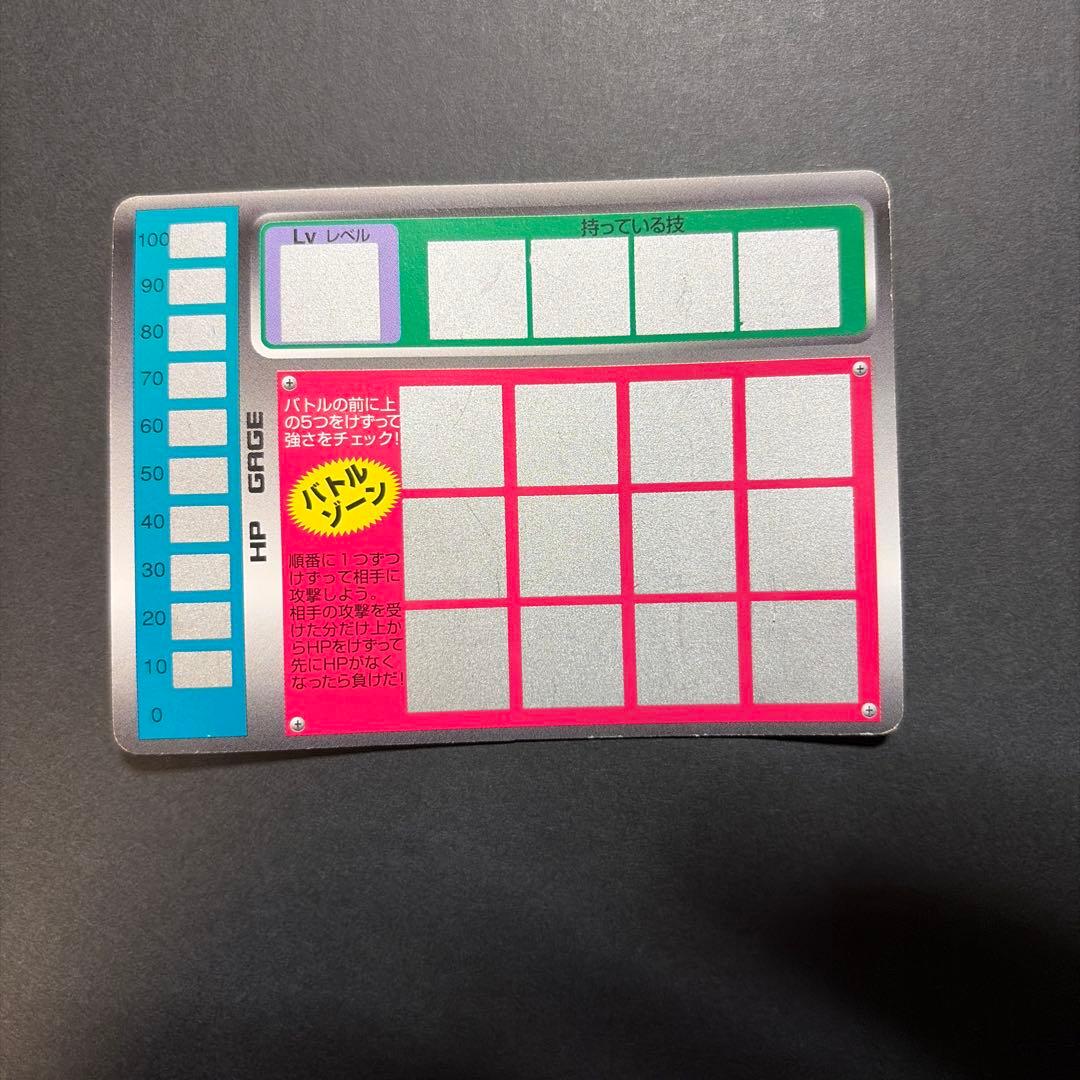 100
90
80
70
60
50
40
30
20
10
0
HP GAGE
Lv レベル
持っている技
バトルの前に上
の5つをけずって
強さをチェック!
バトル
ゾーン
順番に1つずつ
けずって相手に
攻撃しよう。
相手の攻撃を受
けた分だけ上か
らHPをけずって
先にHPがなく
なったら負けだ!